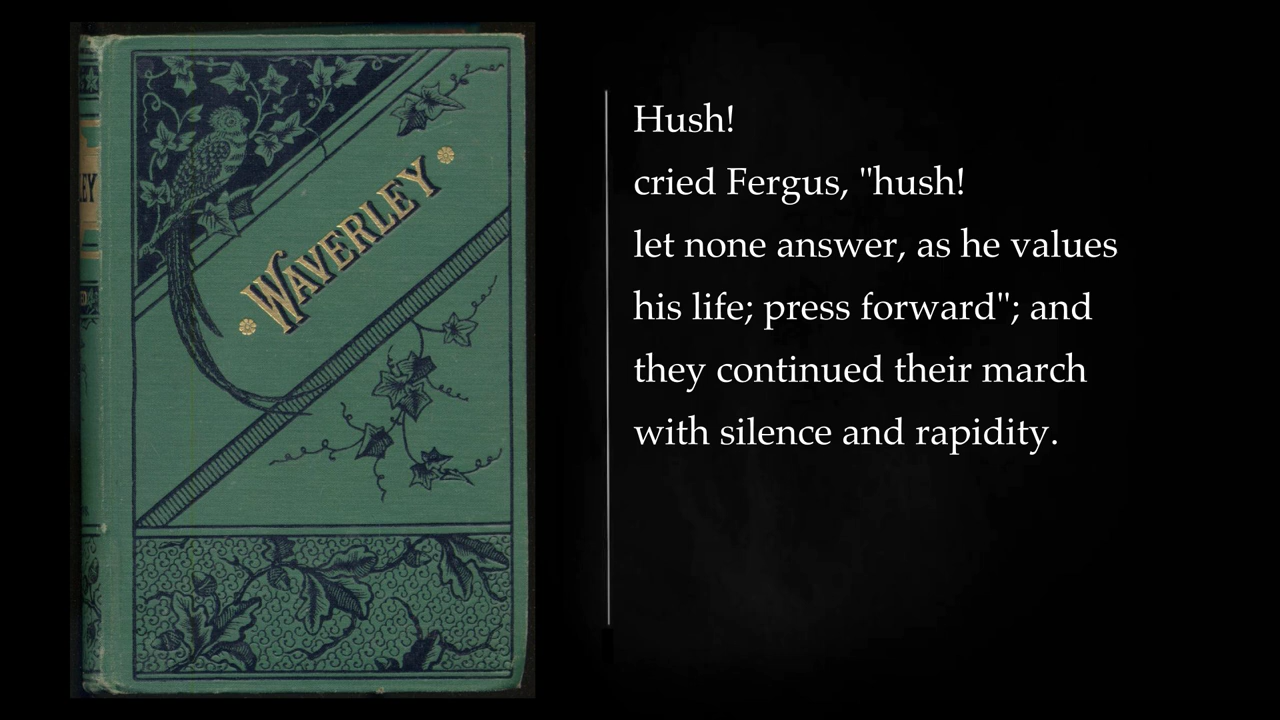 WAVERLEY
Hush!
cried Fergus, "hush!
let none answer, as he values
his life; press forward"; and
they continued their march
with silence and rapidity.